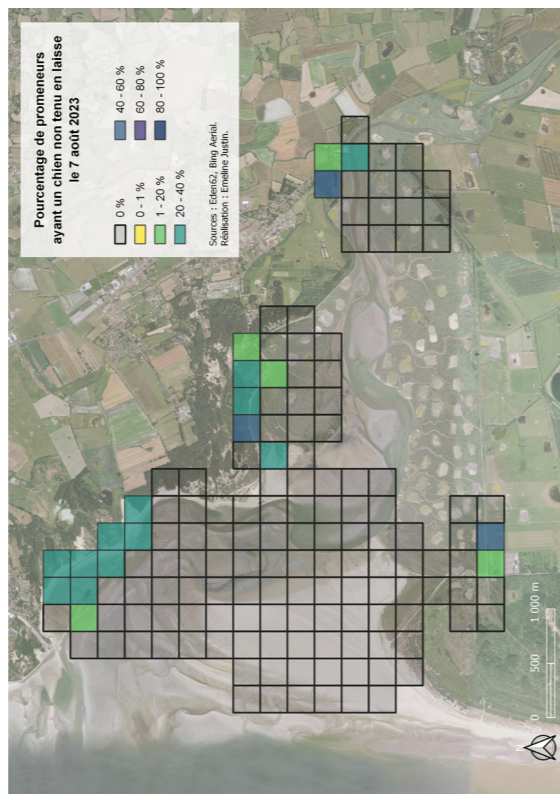 Pourcentage de promeneurs
ayant un chien non tenu en laisse
le 7 août 2023
0 %
0 - 1 %
1 - 20 %
20 - 40 %
40 - 60 %
60 - 80 %
80 - 100 %
Sources : Eden62, Bing Aerial.
Réalisation : Emeline Justin.
N
0 500 1 000 m